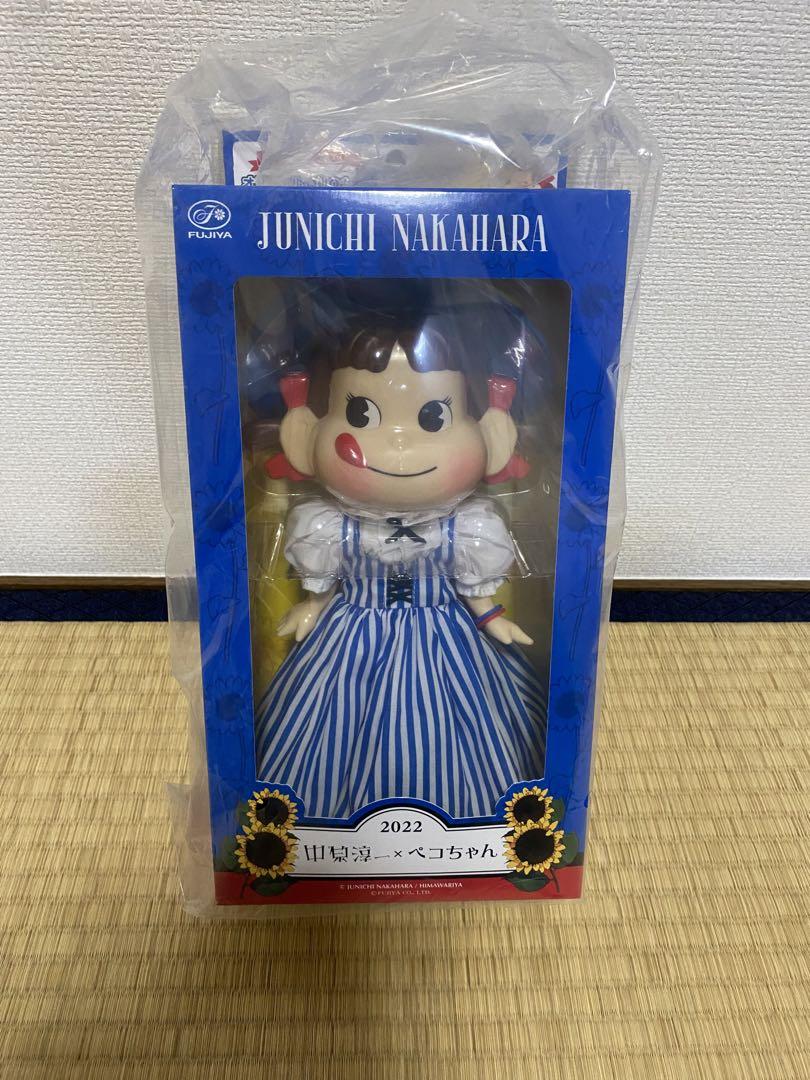 FUJIYA
JUNICHI NAKAHARA
2022
中原淳一×ペコちゃん
© JUNICHI NAKAHARA / HIMAWARIYA
© FUJIYA CO., LTD.